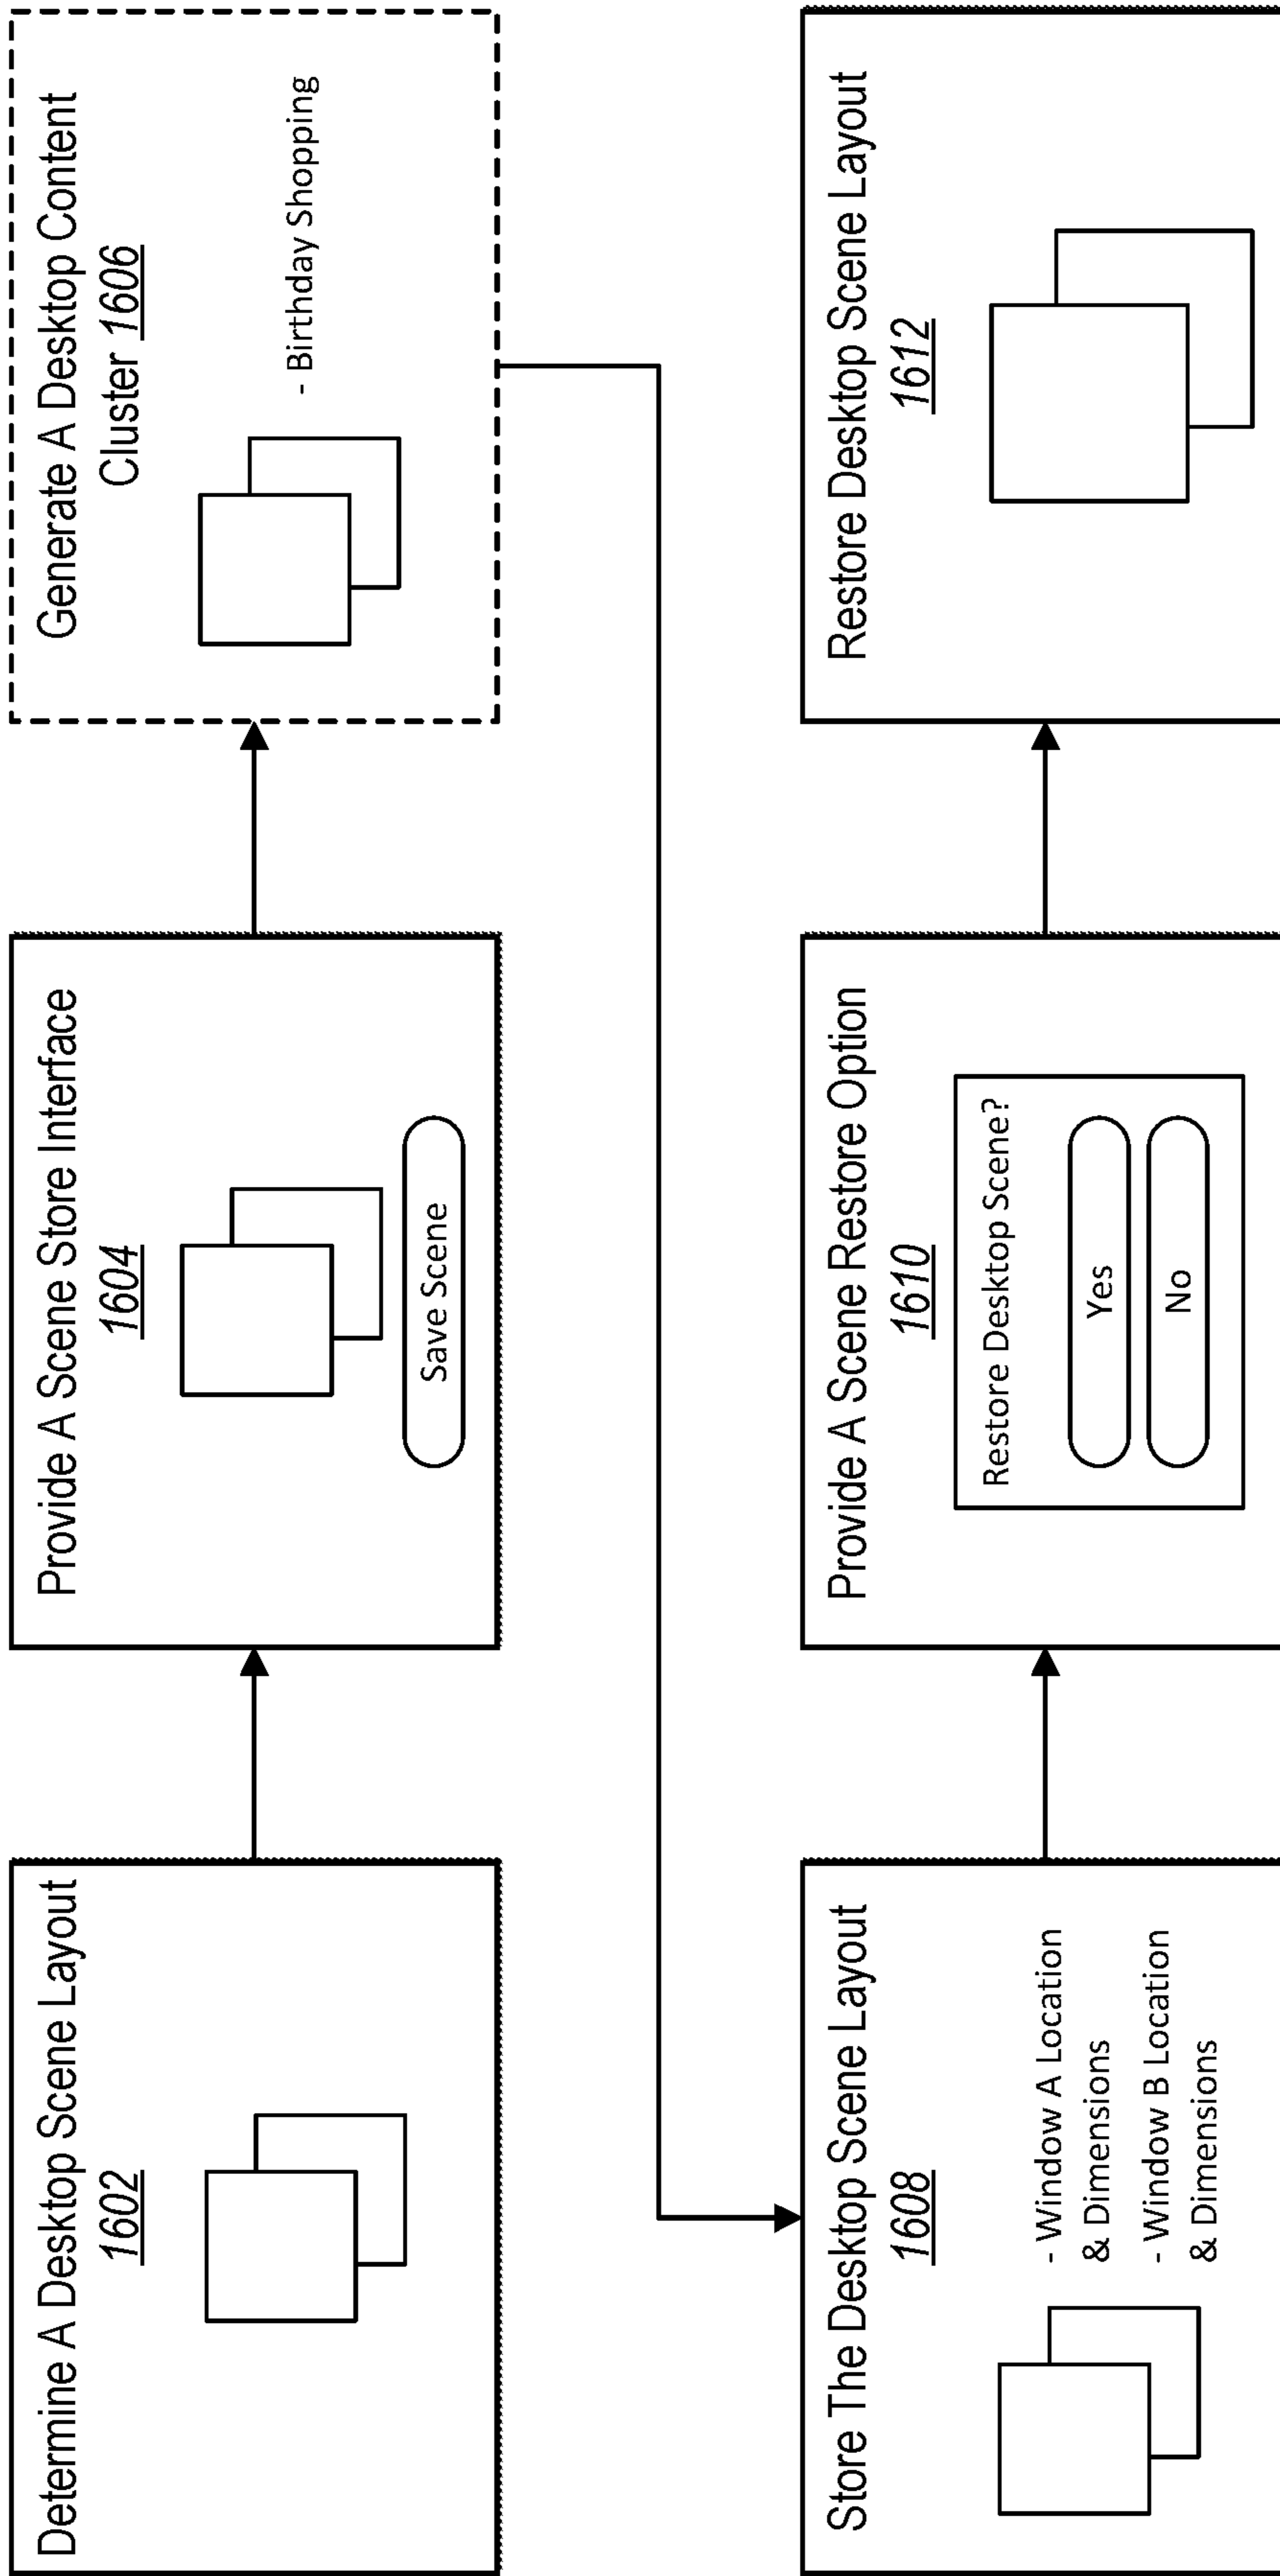 Determine A Desktop Scene Layout
1602
Provide A Scene Store Interface
1604
Save Scene
Generate A Desktop Content
Cluster 1606
- Birthday Shopping
Store The Desktop Scene Layout
1608
- Window A Location
& Dimensions
- Window B Location
& Dimensions
Provide A Scene Restore Option
1610
Restore Desktop Scene?
Yes
No
Restore Desktop Scene Layout
1612